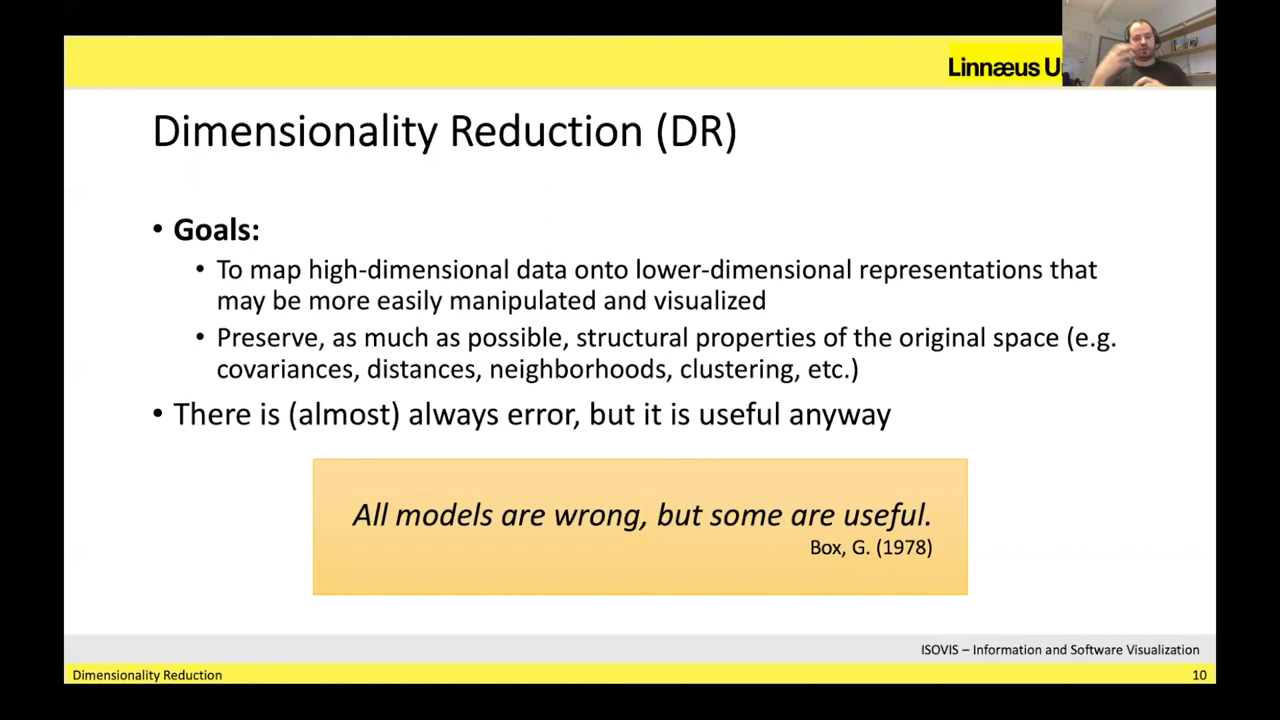 Linnæus U
Dimensionality Reduction (DR)
• Goals:
• To map high-dimensional data onto lower-dimensional representations that
may be more easily manipulated and visualized
• Preserve, as much as possible, structural properties of the original space (e.g.
covariances, distances, neighborhoods, clustering, etc.)
• There is (almost) always error, but it is useful anyway
All models are wrong, but some are useful.
Box, G. (1978)
ISOVIS – Information and Software Visualization
Dimensionality Reduction
10